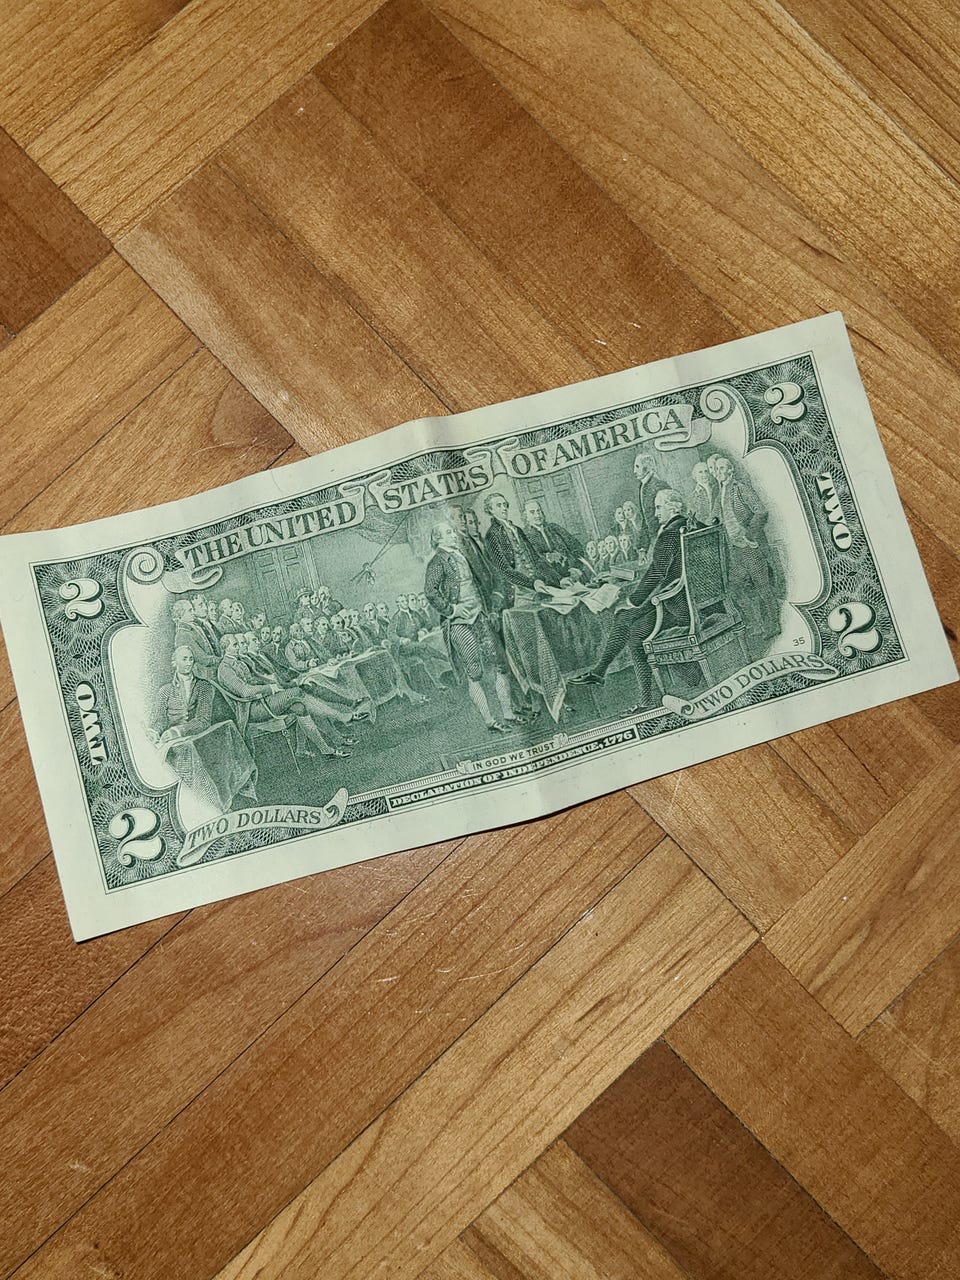 THE UNITED STATES OF AMERICA
2
2
TWO
TWO
2
2
35
TWO DOLLARS
TWO DOLLARS
IN GOD WE TRUST
DECLARATION OF INDEPENDENCE, 1776